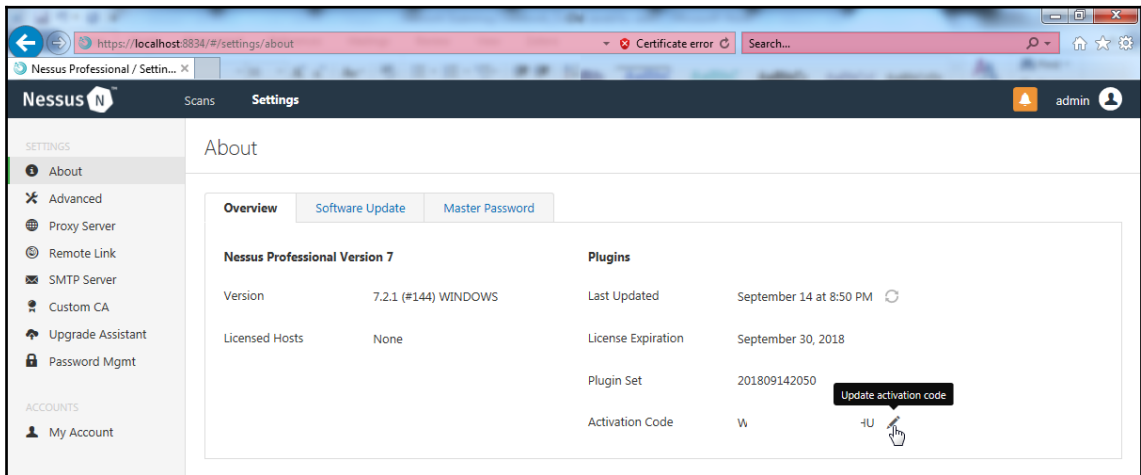 https://localhost:8834/#/settings/about Certificate error Search...
Nessus Professional / Settin...
Nessus N™ Scans Settings admin
SETTINGS
About
About
Advanced
Proxy Server
Remote Link
SMTP Server
Custom CA
Upgrade Assistant
Password Mgmt
ACCOUNTS
My Account
Overview Software Update Master Password
Nessus Professional Version 7 Plugins
Version 7.2.1 (#144) WINDOWS Last Updated September 14 at 8:50 PM
Licensed Hosts None License Expiration September 30, 2018
Plugin Set 201809142050
Update activation code
Activation Code W HU